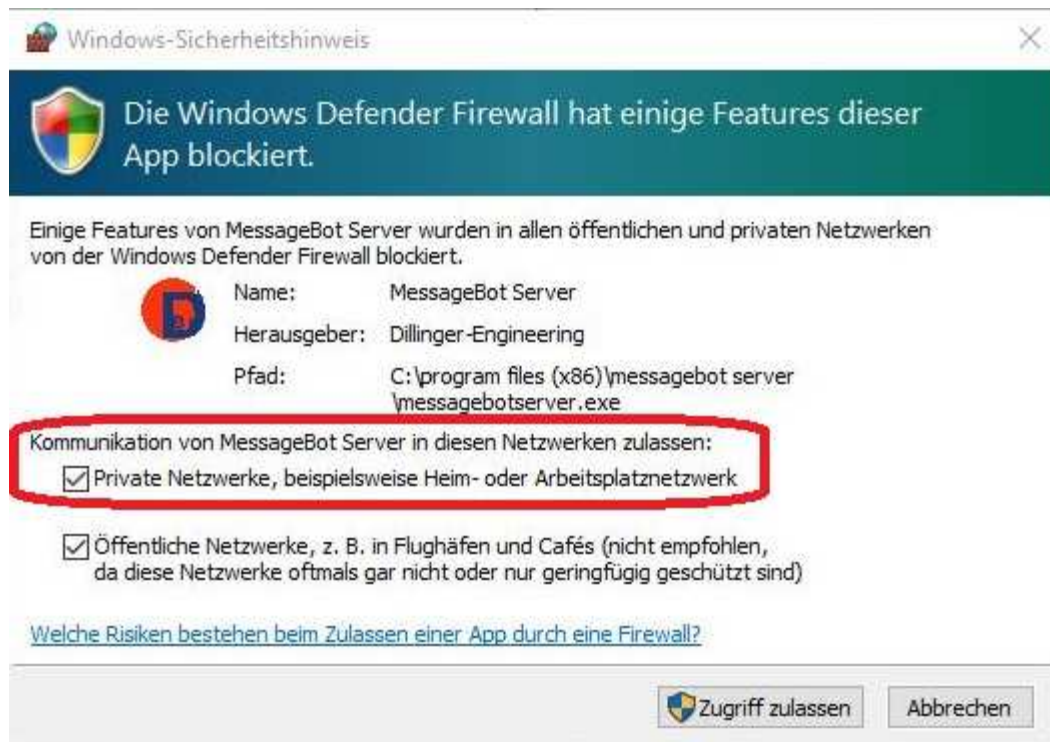 Windows-Sicherheitshinweis
Die Windows Defender Firewall hat einige Features dieser
App blockiert.
Einige Features von MessageBot Server wurden in allen öffentlichen und privaten Netzwerken
von der Windows Defender Firewall blockiert.
Name: MessageBot Server
Herausgeber: Dillinger-Engineering
Pfad: C:\program files (x86)\messagebot server
\messagebotserver.exe
Kommunikation von MessageBot Server in diesen Netzwerken zulassen:
Private Netzwerke, beispielsweise Heim- oder Arbeitsplatznetzwerk
Öffentliche Netzwerke, z. B. in Flughäfen und Cafés (nicht empfohlen,
da diese Netzwerke oftmals gar nicht oder nur geringfügig geschützt sind)
Welche Risiken bestehen beim Zulassen einer App durch eine Firewall?
Zugriff zulassen Abbrechen